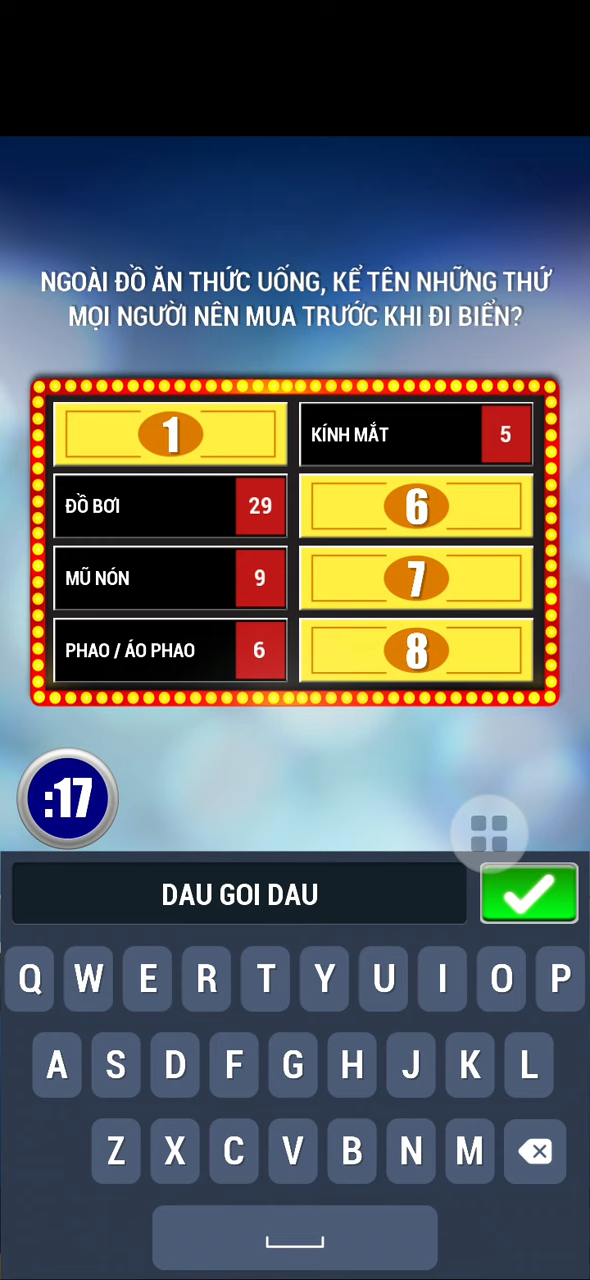 NGOÀI ĐỒ ĂN THỨC UỐNG, KỂ TÊN NHỮNG THỨ
MỌI NGƯỜI NÊN MUA TRƯỚC KHI ĐI BIỂN?
1
KÍNH MẮT 5
ĐỒ BƠI 29
6
MŨ NÓN 9
7
PHAO / ÁO PHAO 6
8
:17
DAU GOI DAU
Q W E R T Y U I O P
A S D F G H J K L
Z X C V B N M